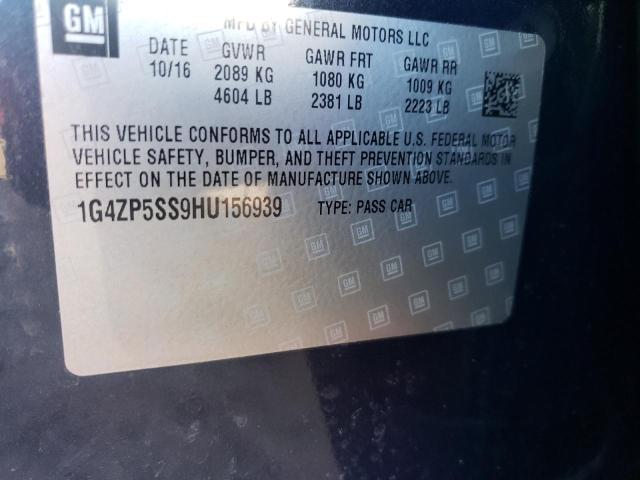 GM
MFD BY GENERAL MOTORS LLC
DATE GVWR GAWR FRT GAWR RR
10/16 2089 KG 1080 KG 1009 KG
4604 LB 2381 LB 2223 LB
THIS VEHICLE CONFORMS TO ALL APPLICABLE U.S. FEDERAL MOTOR
VEHICLE SAFETY, BUMPER, AND THEFT PREVENTION STANDARDS IN
EFFECT ON THE DATE OF MANUFACTURE SHOWN ABOVE.
1G4ZP5SS9HU156939 TYPE: PASS CAR